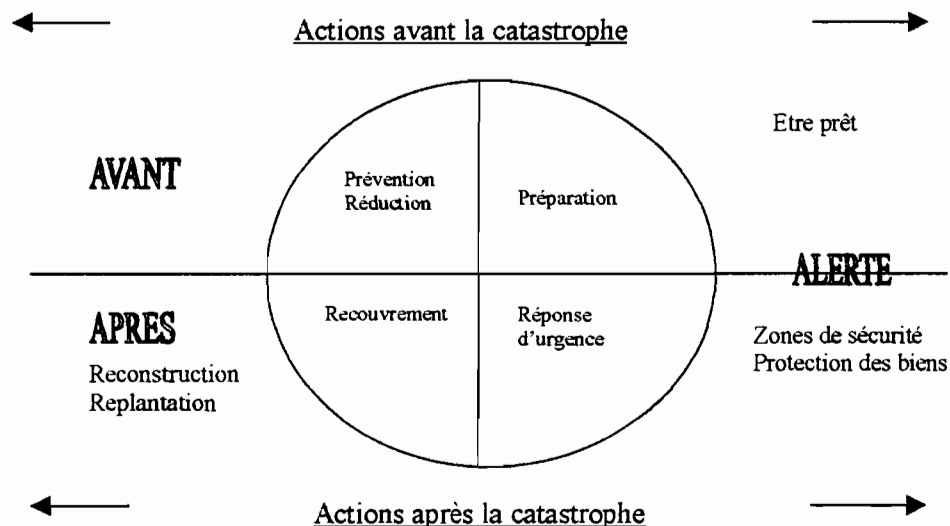 Actions avant la catastrophe
Etre prêt
AVANT
Prévention
Réduction
Préparation
ALERTE
APRES
Reconstruction
Replantation
Recouvrement
Réponse
d'urgence
Zones de sécurité
Protection des biens
Actions après la catastrophe